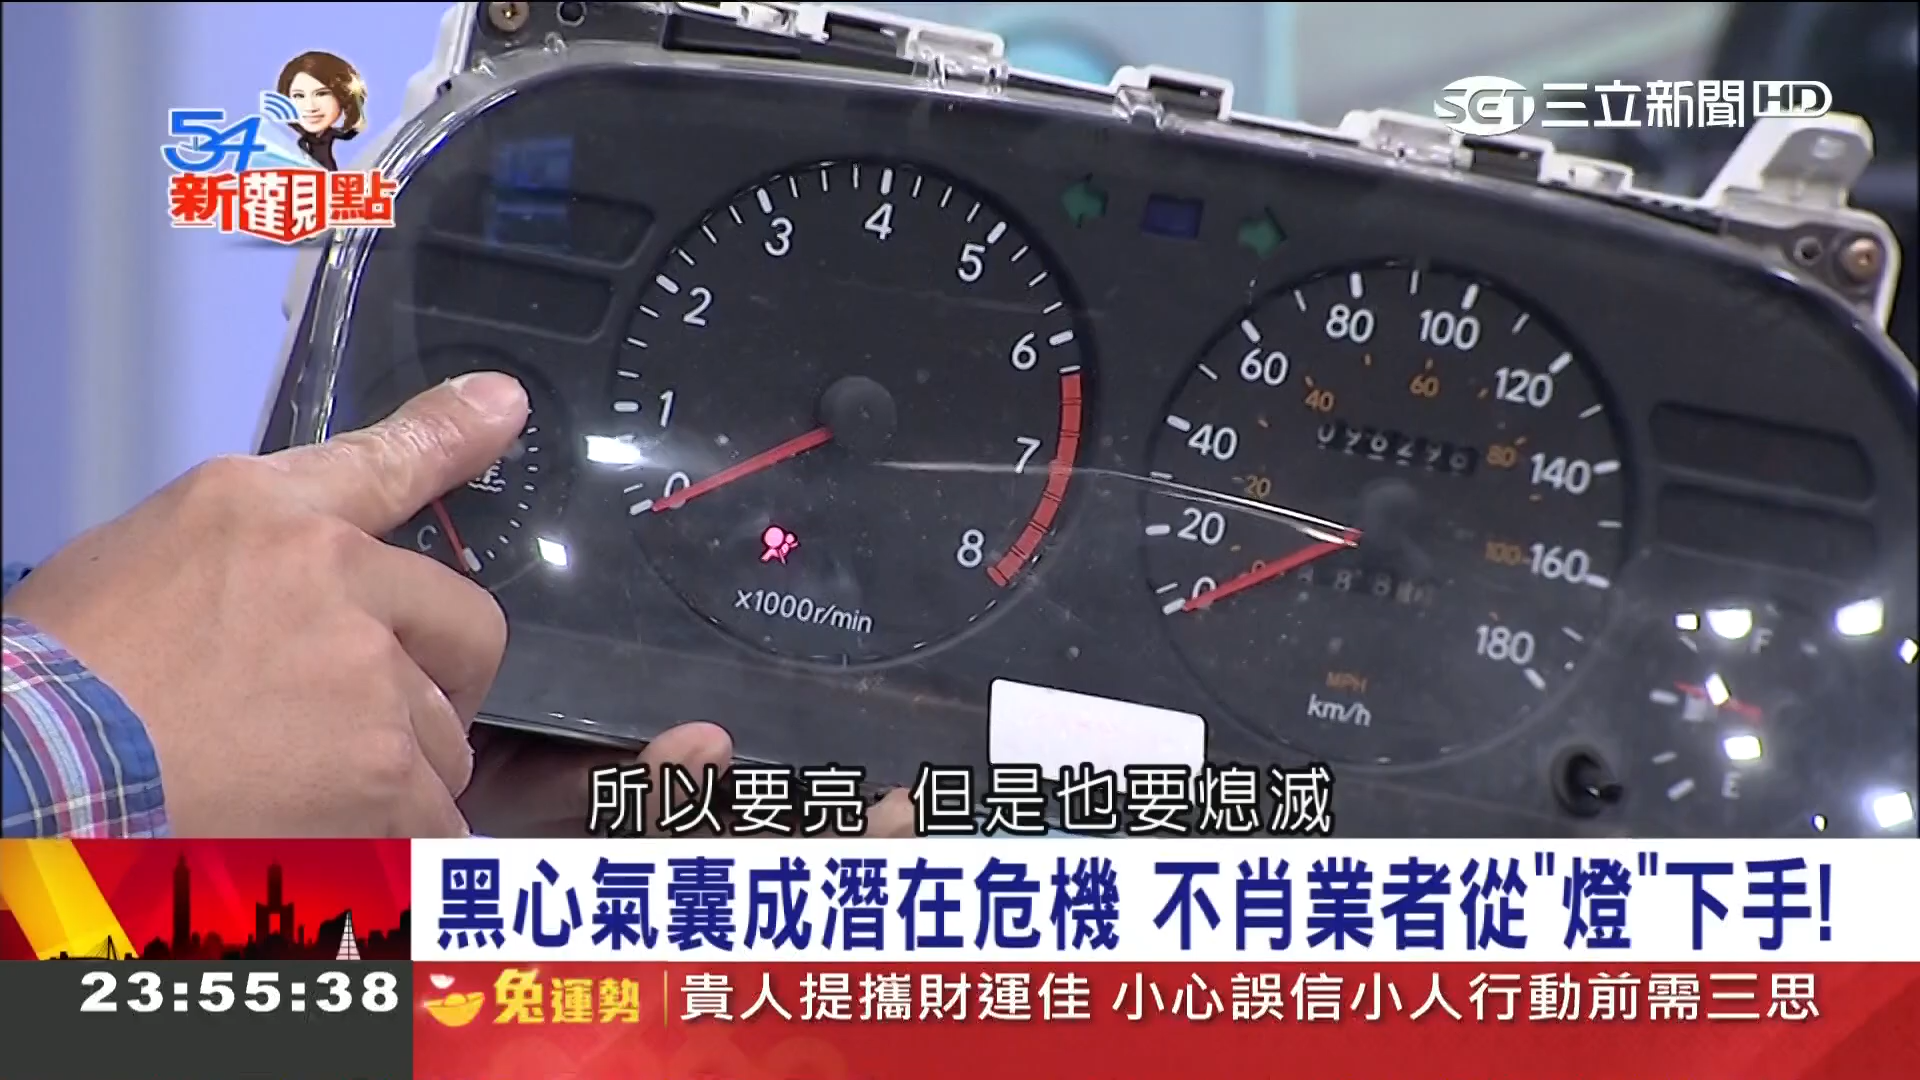 54
新觀點
SET三立新聞HD
1
2
3
4
5
6
7
8
0
x1000r/min
C
0
20
40
60
80
100
120
140
160
180
20
40
60
80
100
MPH
km/h
F
E
所以要亮 但是也要熄滅
黑心氣囊成潛在危機 不肖業者從"燈"下手!
23:55:38
兔運勢
貴人提攜財運佳 小心誤信小人行動前需三思